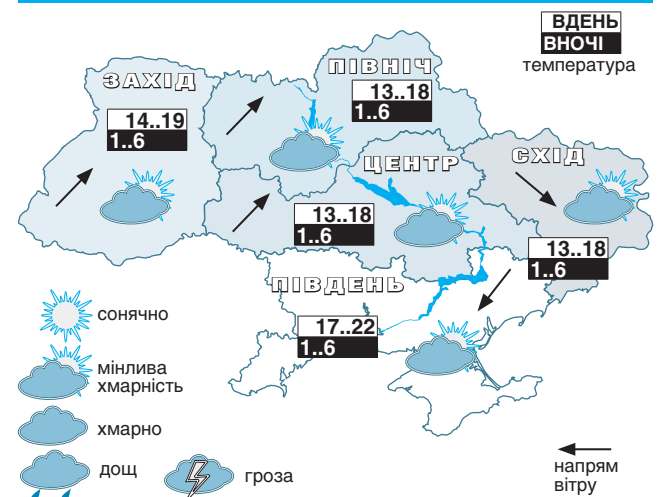 ВДЕНЬ
ВНОЧІ
температура
ЗАХІД
14..19
1..6
ПІВНІЧ
13..18
1..6
ЦЕНТР
13..18
1..6
СХІД
13..18
1..6
ПІВДЕНЬ
17..22
1..6
сонячно
мінлива
хмарність
хмарно
дощ
гроза
напрям
вітру